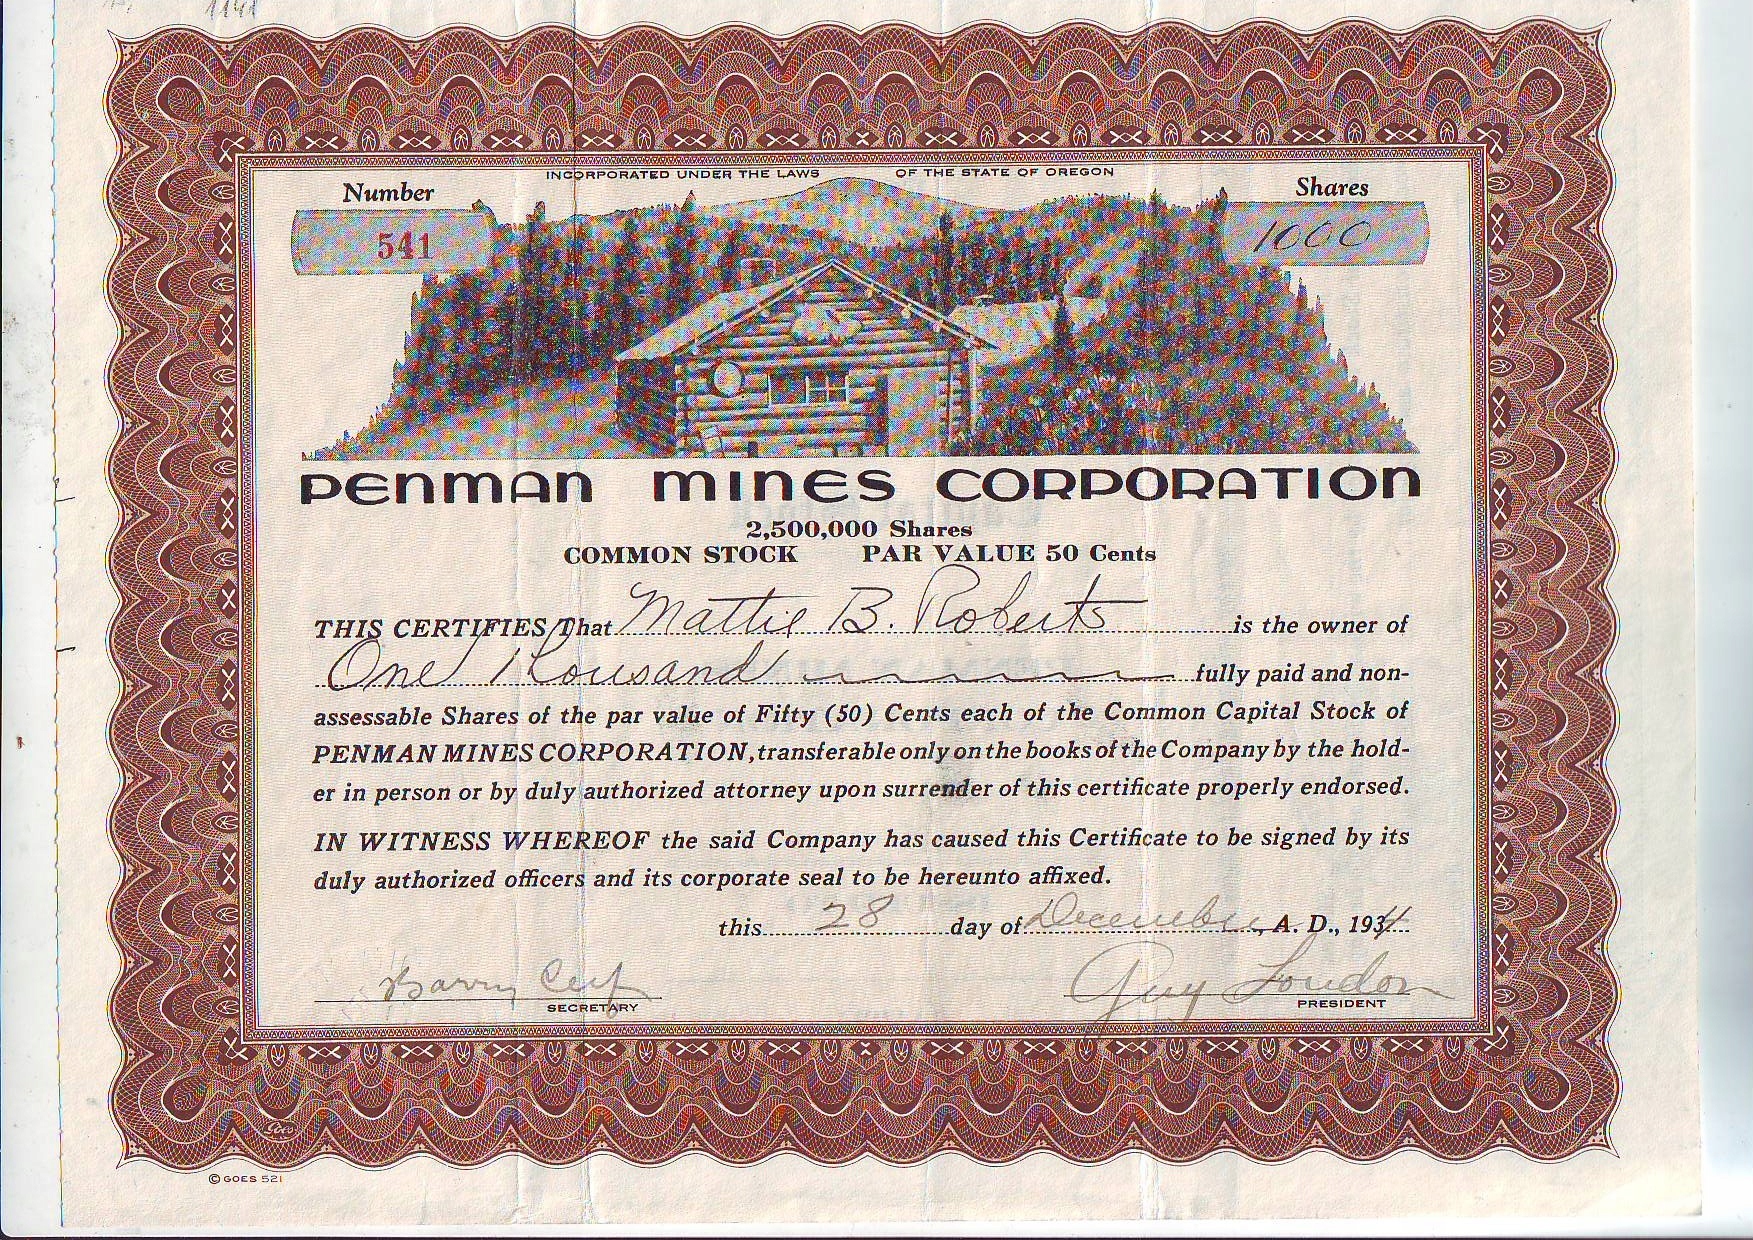 INCORPORATED UNDER THE LAWS OF THE STATE OF OREGON
Number Shares
541 1000
PENMAN MINES CORPORATION
2,500,000 Shares
COMMON STOCK PAR VALUE 50 Cents
THIS CERTIFIES That Mattie B. Roberts is the owner of
One Thousand fully paid and non-
assessable Shares of the par value of Fifty (50) Cents each of the Common Capital Stock of
PENMAN MINES CORPORATION, transferable only on the books of the Company by the hold-
er in person or by duly authorized attorney upon surrender of this certificate properly endorsed.
IN WITNESS WHEREOF the said Company has caused this Certificate to be signed by its
duly authorized officers and its corporate seal to be hereunto affixed.
this 28 day of December, A. D., 1934
Guy Loudon
SECRETARY PRESIDENT
Goes
© GOES 521